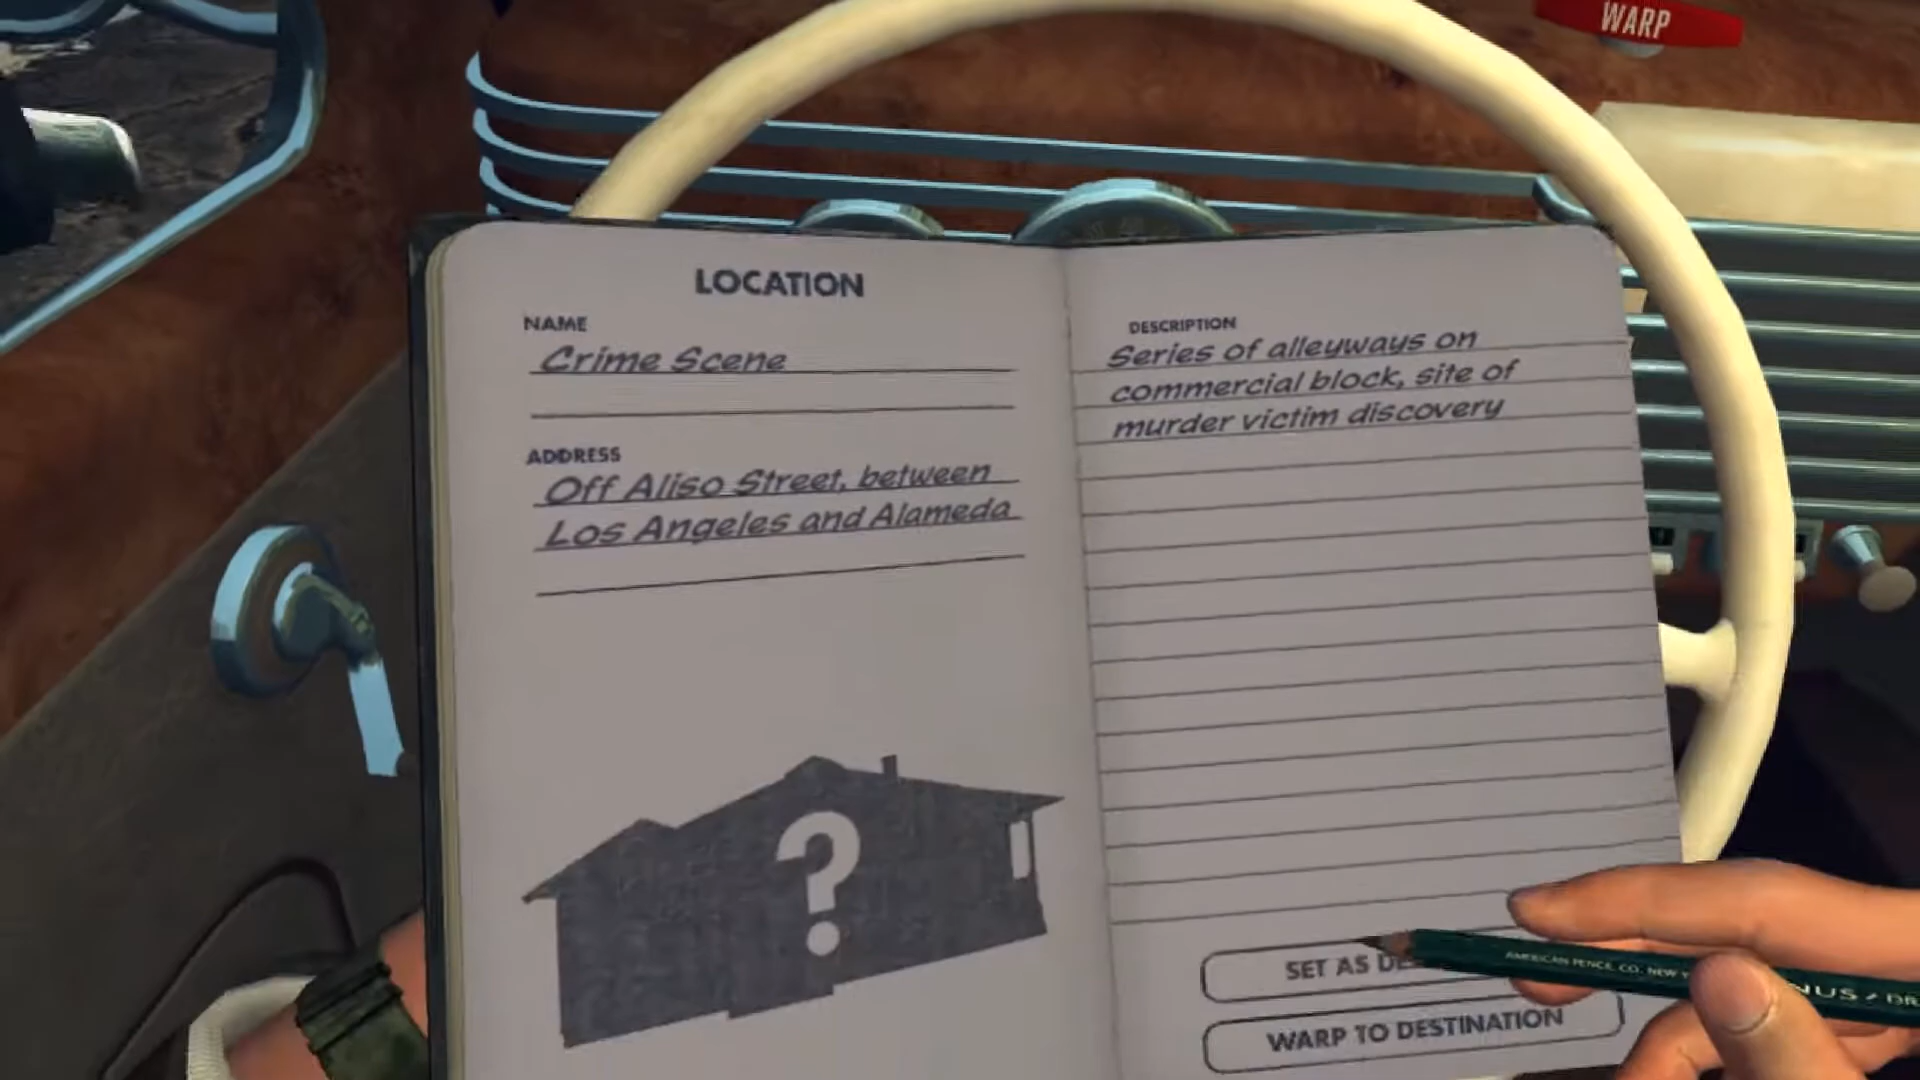 WARP
LOCATION
NAME
Crime Scene
ADDRESS
Off Aliso Street, between
Los Angeles and Alameda
DESCRIPTION
Series of alleyways on
commercial block, site of
murder victim discovery
SET AS
WARP TO DESTINATION
AMERICAN PENCIL CO. NEW